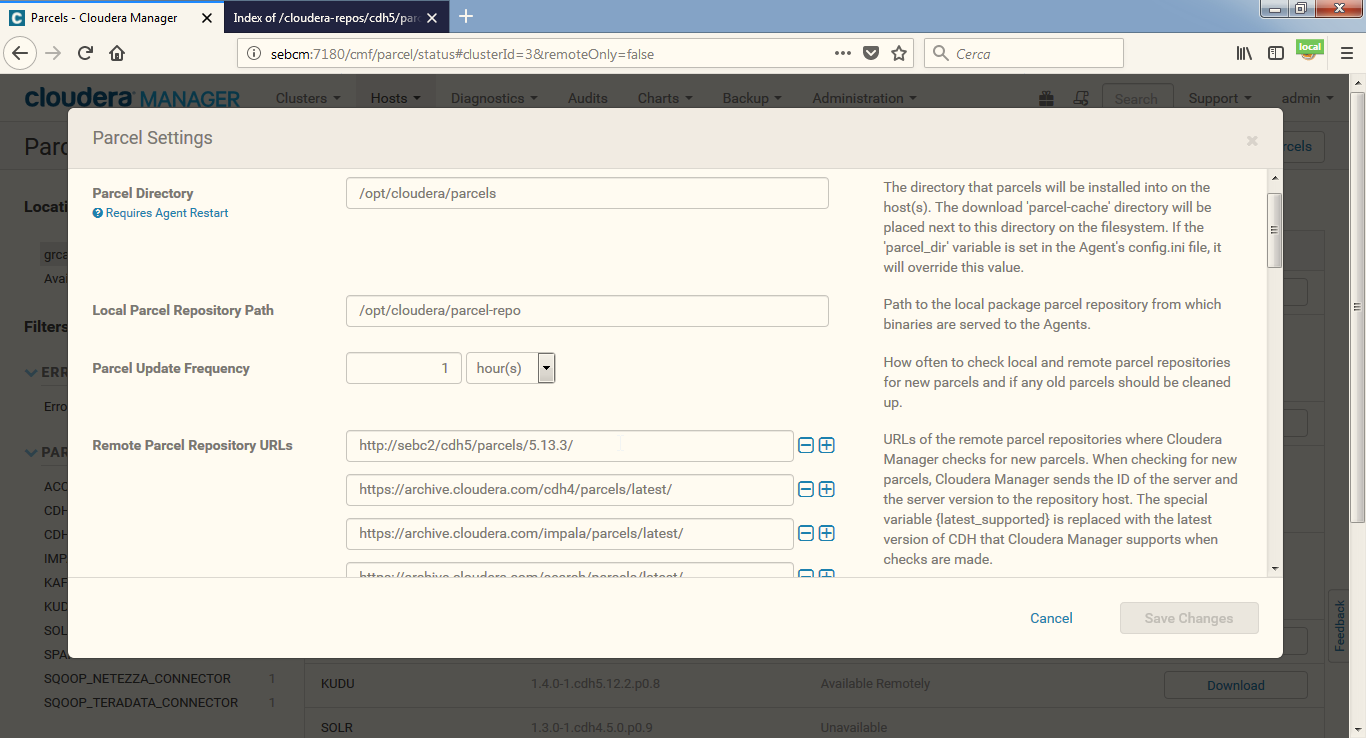 Parcels - Cloudera Manager
Index of /cloudera-repos/cdh5/par
sebcm:7180/cmf/parcel/status#clusterId=3&remoteOnly=false
Cerca
local
cloudera MANAGER
Clusters
Hosts
Diagnostics
Audits
Charts
Backup
Administration
Search
Support
admin
Parcel Settings
Parcel Directory
Requires Agent Restart
/opt/cloudera/parcels
The directory that parcels will be installed into on the
host(s). The download 'parcel-cache' directory will be
placed next to this directory on the filesystem. If the
'parcel_dir' variable is set in the Agent's config.ini file, it
will override this value.
Local Parcel Repository Path
/opt/cloudera/parcel-repo
Path to the local package parcel repository from which
binaries are served to the Agents.
Parcel Update Frequency
1
hour(s)
How often to check local and remote parcel repositories
for new parcels and if any old parcels should be cleaned
up.
Remote Parcel Repository URLs
http://sebc2/cdh5/parcels/5.13.3/
https://archive.cloudera.com/cdh4/parcels/latest/
https://archive.cloudera.com/impala/parcels/latest/
https://archive.cloudera.com/search/parcels/latest/
URLs of the remote parcel repositories where Cloudera
Manager checks for new parcels. When checking for new
parcels, Cloudera Manager sends the ID of the server and
the server version to the repository host. The special
variable {latest_supported} is replaced with the latest
version of CDH that Cloudera Manager supports when
checks are made.
Cancel
Save Changes
Parc
rcels
Locati
grca
Avai
Filters
ERR
Erro
PAR
ACC
CDH
CDH
IMP
KAF
KUD
SOL
SPA
SQOOP_NETEZZA_CONNECTOR 1
SQOOP_TERADATA_CONNECTOR 1
KUDU 1.4.0-1.cdh5.12.2.p0.8 Available Remotely Download
SOLR 1.3.0-1.cdh4.5.0.p0.9 Unavailable
Feedback